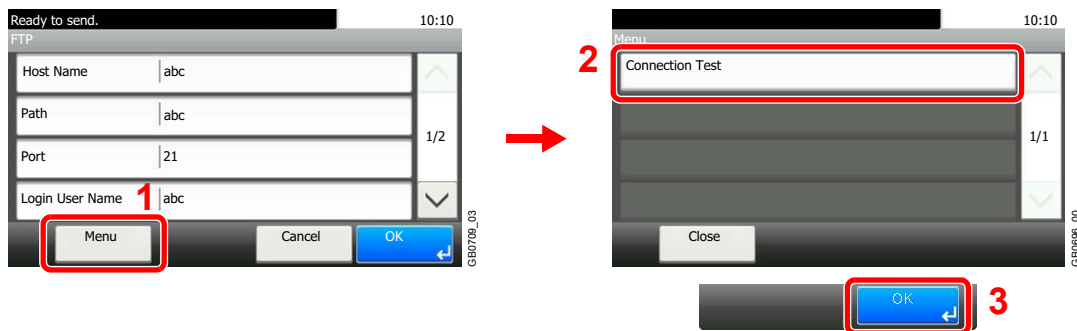 Ready to send. 10:10
FTP
Host Name abc
Path abc
1/2
Port 21
Login User Name abc
1
Menu Cancel OK
GB0709_03
10:10
Menu
2
Connection Test
1/1
Close
GB0696_00
OK
3